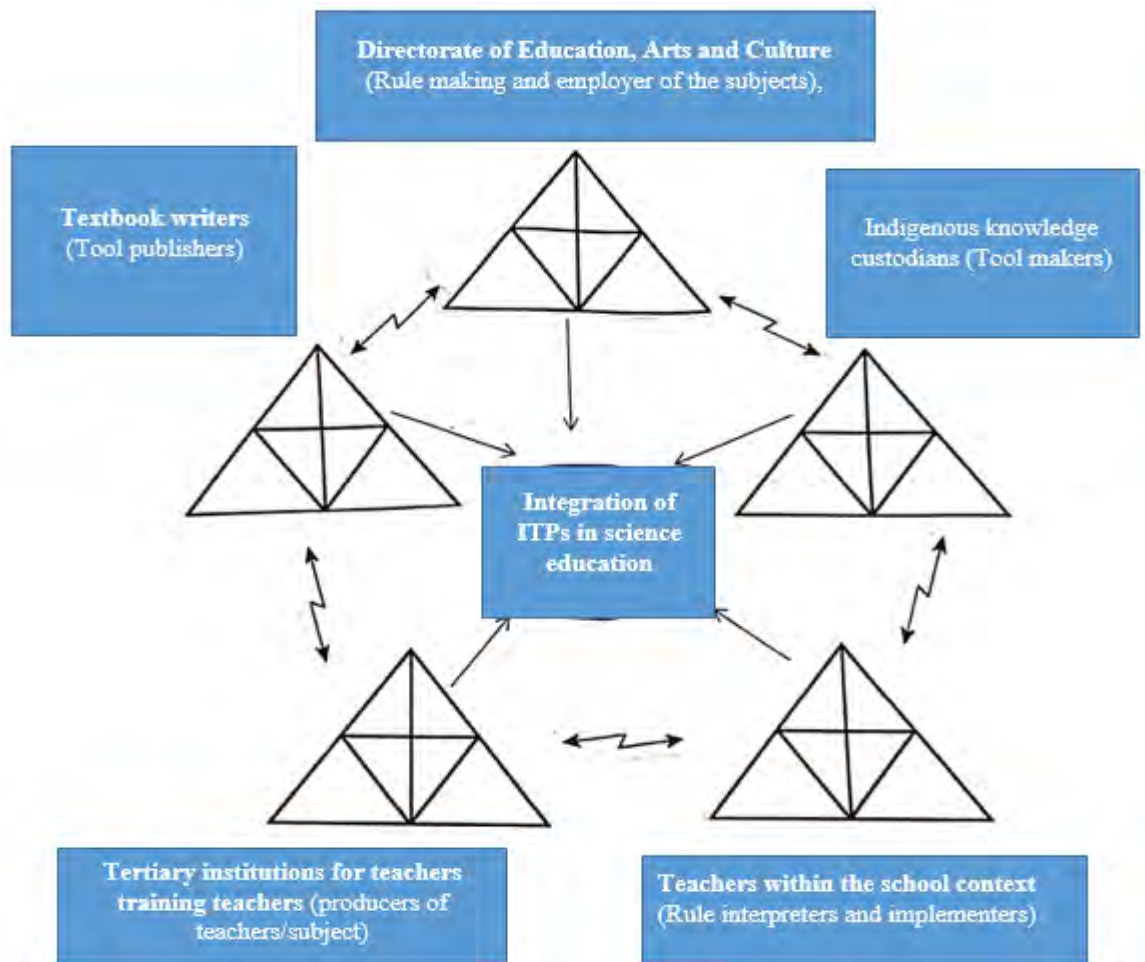 Directorate of Education, Arts and Culture
(Rule making and employer of the subjects),
Textbook writers
(Tool publishers)
Indigenous knowledge
custodians (Tool makers)
Integration of
ITPs in science
education
Tertiary institutions for teachers
training teachers (producers of
teachers/subject)
Teachers within the school context
(Rule interpreters and implementers)